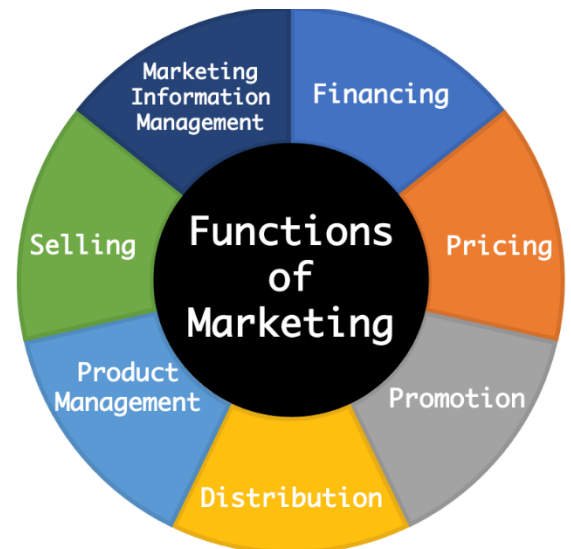 Functions
of
Marketing
Financing
Pricing
Promotion
Distribution
Product
Management
Selling
Marketing
Information
Management